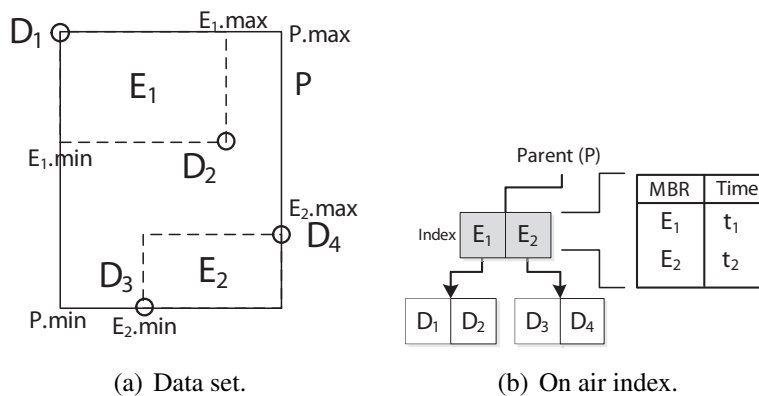 E₁.max
D₁
P.max
E₁
P
E₁.min
D₂
E₂.max
D₄
D₃
E₂
P.min
E₂.min
Parent (P)
MBR Time
Index E₁ E₂
E₁ t₁
E₂ t₂
D₁ D₂ D₃ D₄
(a) Data set.
(b) On air index.